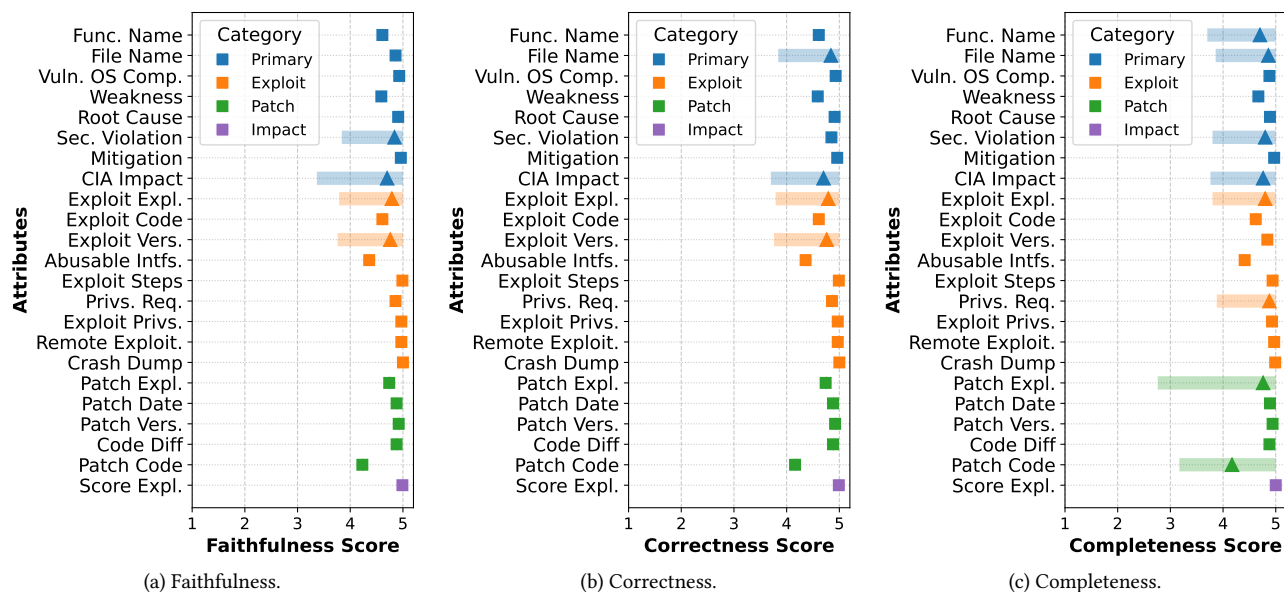 Func. Name
File Name
Vuln. OS Comp.
Weakness
Root Cause
Sec. Violation
Mitigation
CIA Impact
Exploit Expl.
Exploit Code
Exploit Vers.
Abusable Intfs.
Exploit Steps
Privs. Req.
Exploit Privs.
Remote Exploit.
Crash Dump
Patch Expl.
Patch Date
Patch Vers.
Code Diff
Patch Code
Score Expl.
Attributes
Category
Primary
Exploit
Patch
Impact
1 2 3 4 5
Faithfulness Score
(a) Faithfulness.
Func. Name
File Name
Vuln. OS Comp.
Weakness
Root Cause
Sec. Violation
Mitigation
CIA Impact
Exploit Expl.
Exploit Code
Exploit Vers.
Abusable Intfs.
Exploit Steps
Privs. Req.
Exploit Privs.
Remote Exploit.
Crash Dump
Patch Expl.
Patch Date
Patch Vers.
Code Diff
Patch Code
Score Expl.
Attributes
Category
Primary
Exploit
Patch
Impact
1 2 3 4 5
Correctness Score
(b) Correctness.
Func. Name
File Name
Vuln. OS Comp.
Weakness
Root Cause
Sec. Violation
Mitigation
CIA Impact
Exploit Expl.
Exploit Code
Exploit Vers.
Abusable Intfs.
Exploit Steps
Privs. Req.
Exploit Privs.
Remote Exploit.
Crash Dump
Patch Expl.
Patch Date
Patch Vers.
Code Diff
Patch Code
Score Expl.
Attributes
Category
Primary
Exploit
Patch
Impact
1 2 3 4 5
Completeness Score
(c) Completeness.